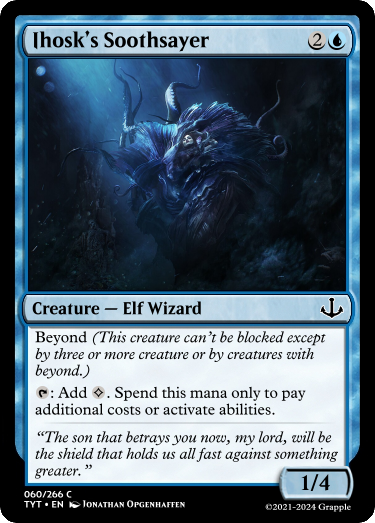 Jhosk's Soothsayer 2
Creature — Elf Wizard
Beyond (This creature can't be blocked except
by three or more creature or by creatures with
beyond.)
: Add . Spend this mana only to pay
additional costs or activate abilities.
"The son that betrays you now, my lord, will be
the shield that holds us all fast against something
greater."
1/4
060/266 C
TYT • EN Jonathan Opgenhaffen
©2021-2024 Grapple